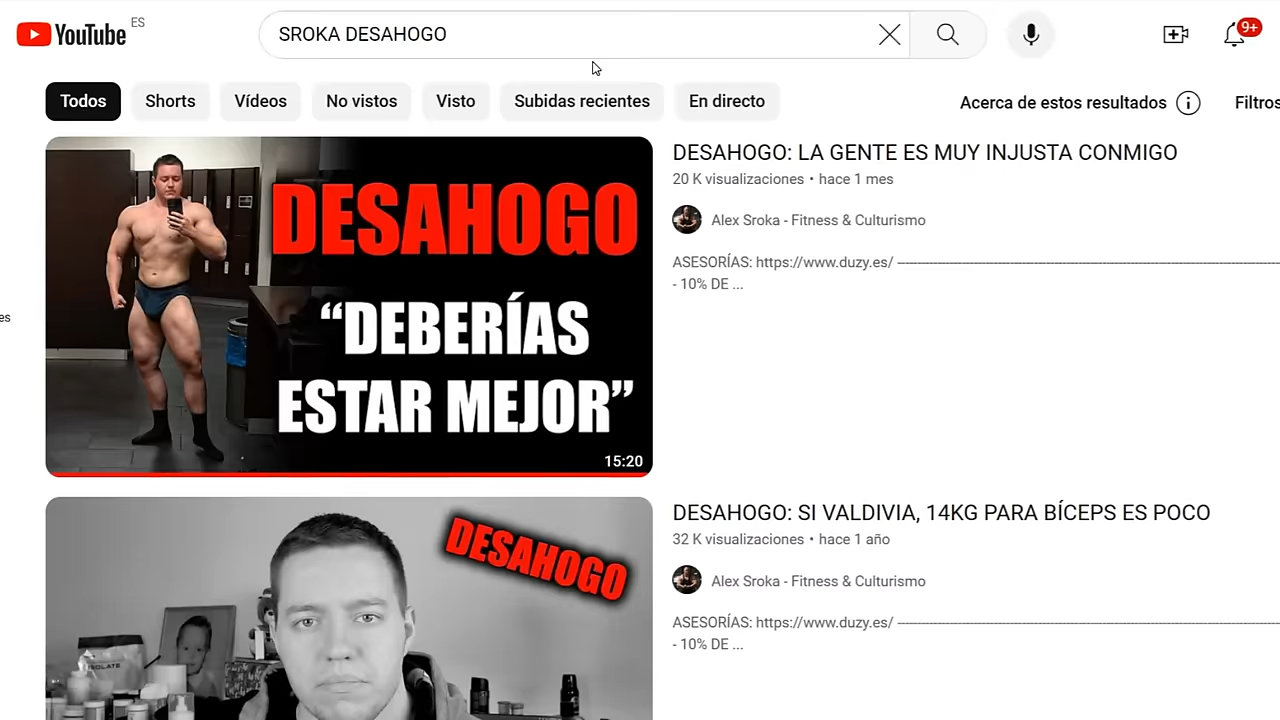 YouTube ES
SROKA DESAHOGO
9+
Todos
Shorts
Vídeos
No vistos
Visto
Subidas recientes
En directo
Acerca de estos resultados
Filtros
DESAHOGO
“DEBERÍAS
ESTAR MEJOR”
15:20
DESAHOGO: LA GENTE ES MUY INJUSTA CONMIGO
20 K visualizaciones • hace 1 mes
Alex Sroka - Fitness & Culturismo
ASESORÍAS: https://www.duzy.es/
- 10% DE ...
es
DESAHOGO
ISOLATE
DESAHOGO: SI VALDIVIA, 14KG PARA BÍCEPS ES POCO
32 K visualizaciones • hace 1 año
Alex Sroka - Fitness & Culturismo
ASESORÍAS: https://www.duzy.es/
- 10% DE ...